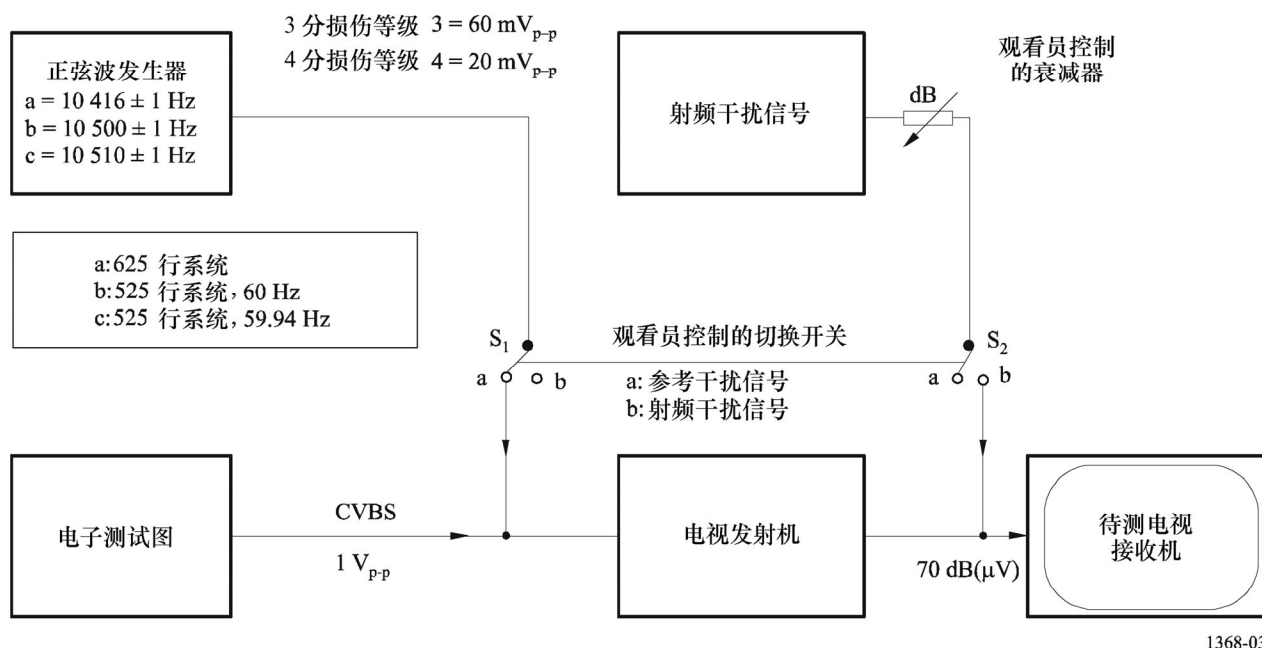 3 分损伤等级 3 = 60 mVp–p
4 分损伤等级 4 = 20 mVp–p
正弦波发生器
a = 10 416 ± 1 Hz
b = 10 500 ± 1 Hz
c = 10 510 ± 1 Hz
射频干扰信号
dB
观看员控制
的衰减器
a:625 行系统
b:525 行系统, 60 Hz
c:525 行系统, 59.94 Hz
S1
观看员控制的切换开关
S2
a
b
a: 参考干扰信号
b: 射频干扰信号
a
b
电子测试图
CVBS
1 Vp-p
电视发射机
70 dB(μV)
待测电视
接收机
1368-03